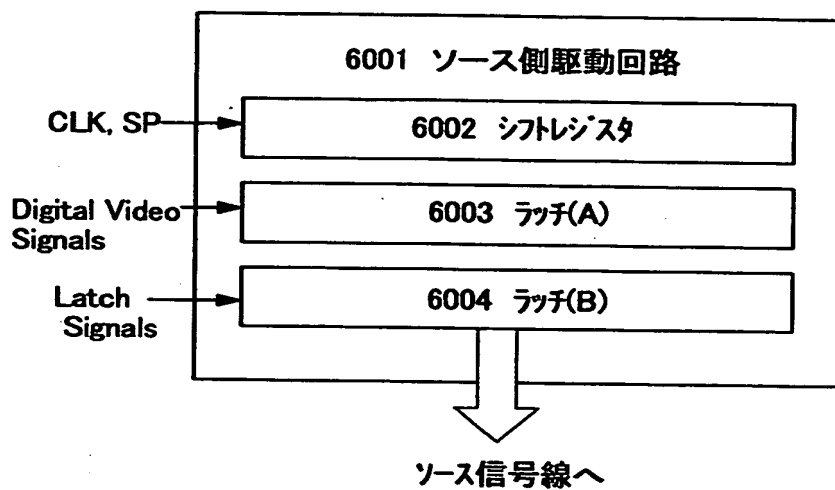 6001 ソース側駆動回路
CLK, SP
6002 シフトレジスタ
Digital Video
Signals
6003 ラッチ(A)
Latch
Signals
6004 ラッチ(B)
ソース信号線へ